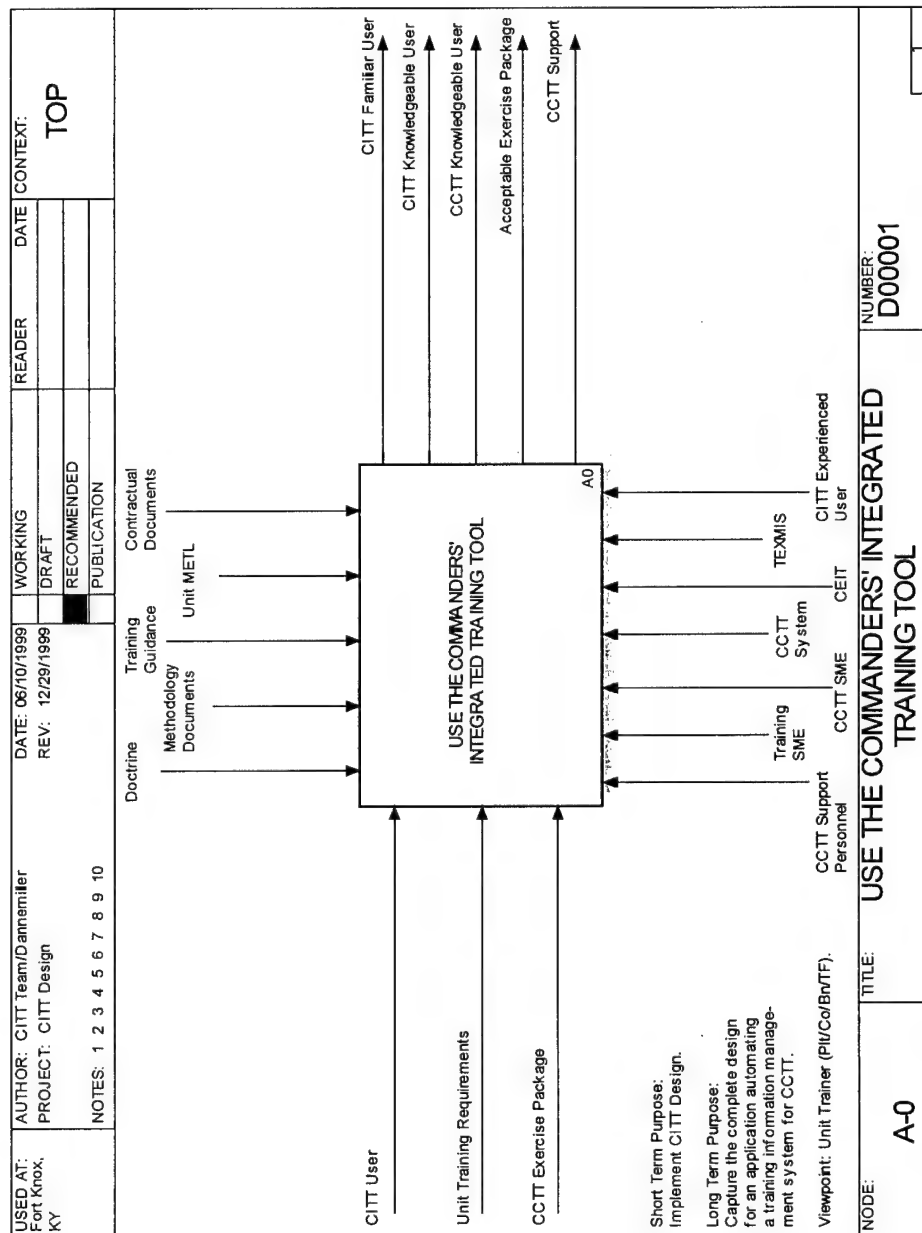 USED AT:
Fort Knox,
KY
AUTHOR: CITT Team/Dannemiller
PROJECT: CITT Design
NOTES: 1 2 3 4 5 6 7 8 9 10
DATE: 06/10/1999
REV: 12/29/1999
WORKING
DRAFT
RECOMMENDED
PUBLICATION
READER
DATE
CONTEXT:
TOP
Doctrine
Methodology
Documents
Training
Guidance
Unit METL
Contractual
Documents
CITT User
Unit Training Requirements
CCTT Exercise Package
USE THE COMMANDERS'
INTEGRATED TRAINING TOOL
A0
CITT Familiar User
CITT Knowledgeable User
CCTT Knowledgeable User
Acceptable Exercise Package
CCTT Support
CCTT Support
Personnel
Training
SME
CCTT SME
CCTT
System
CEIT
TEXMIS
CITT Experienced
User
Short Term Purpose:
Implement CITT Design.
Long Term Purpose:
Capture the complete design
for an application automating
a training information manage-
ment system for CCTT.
Viewpoint: Unit Trainer (Plt/Co/Bn/TF).
NODE:
A-0
TITLE:
USE THE COMMANDERS' INTEGRATED
TRAINING TOOL
NUMBER:
D00001